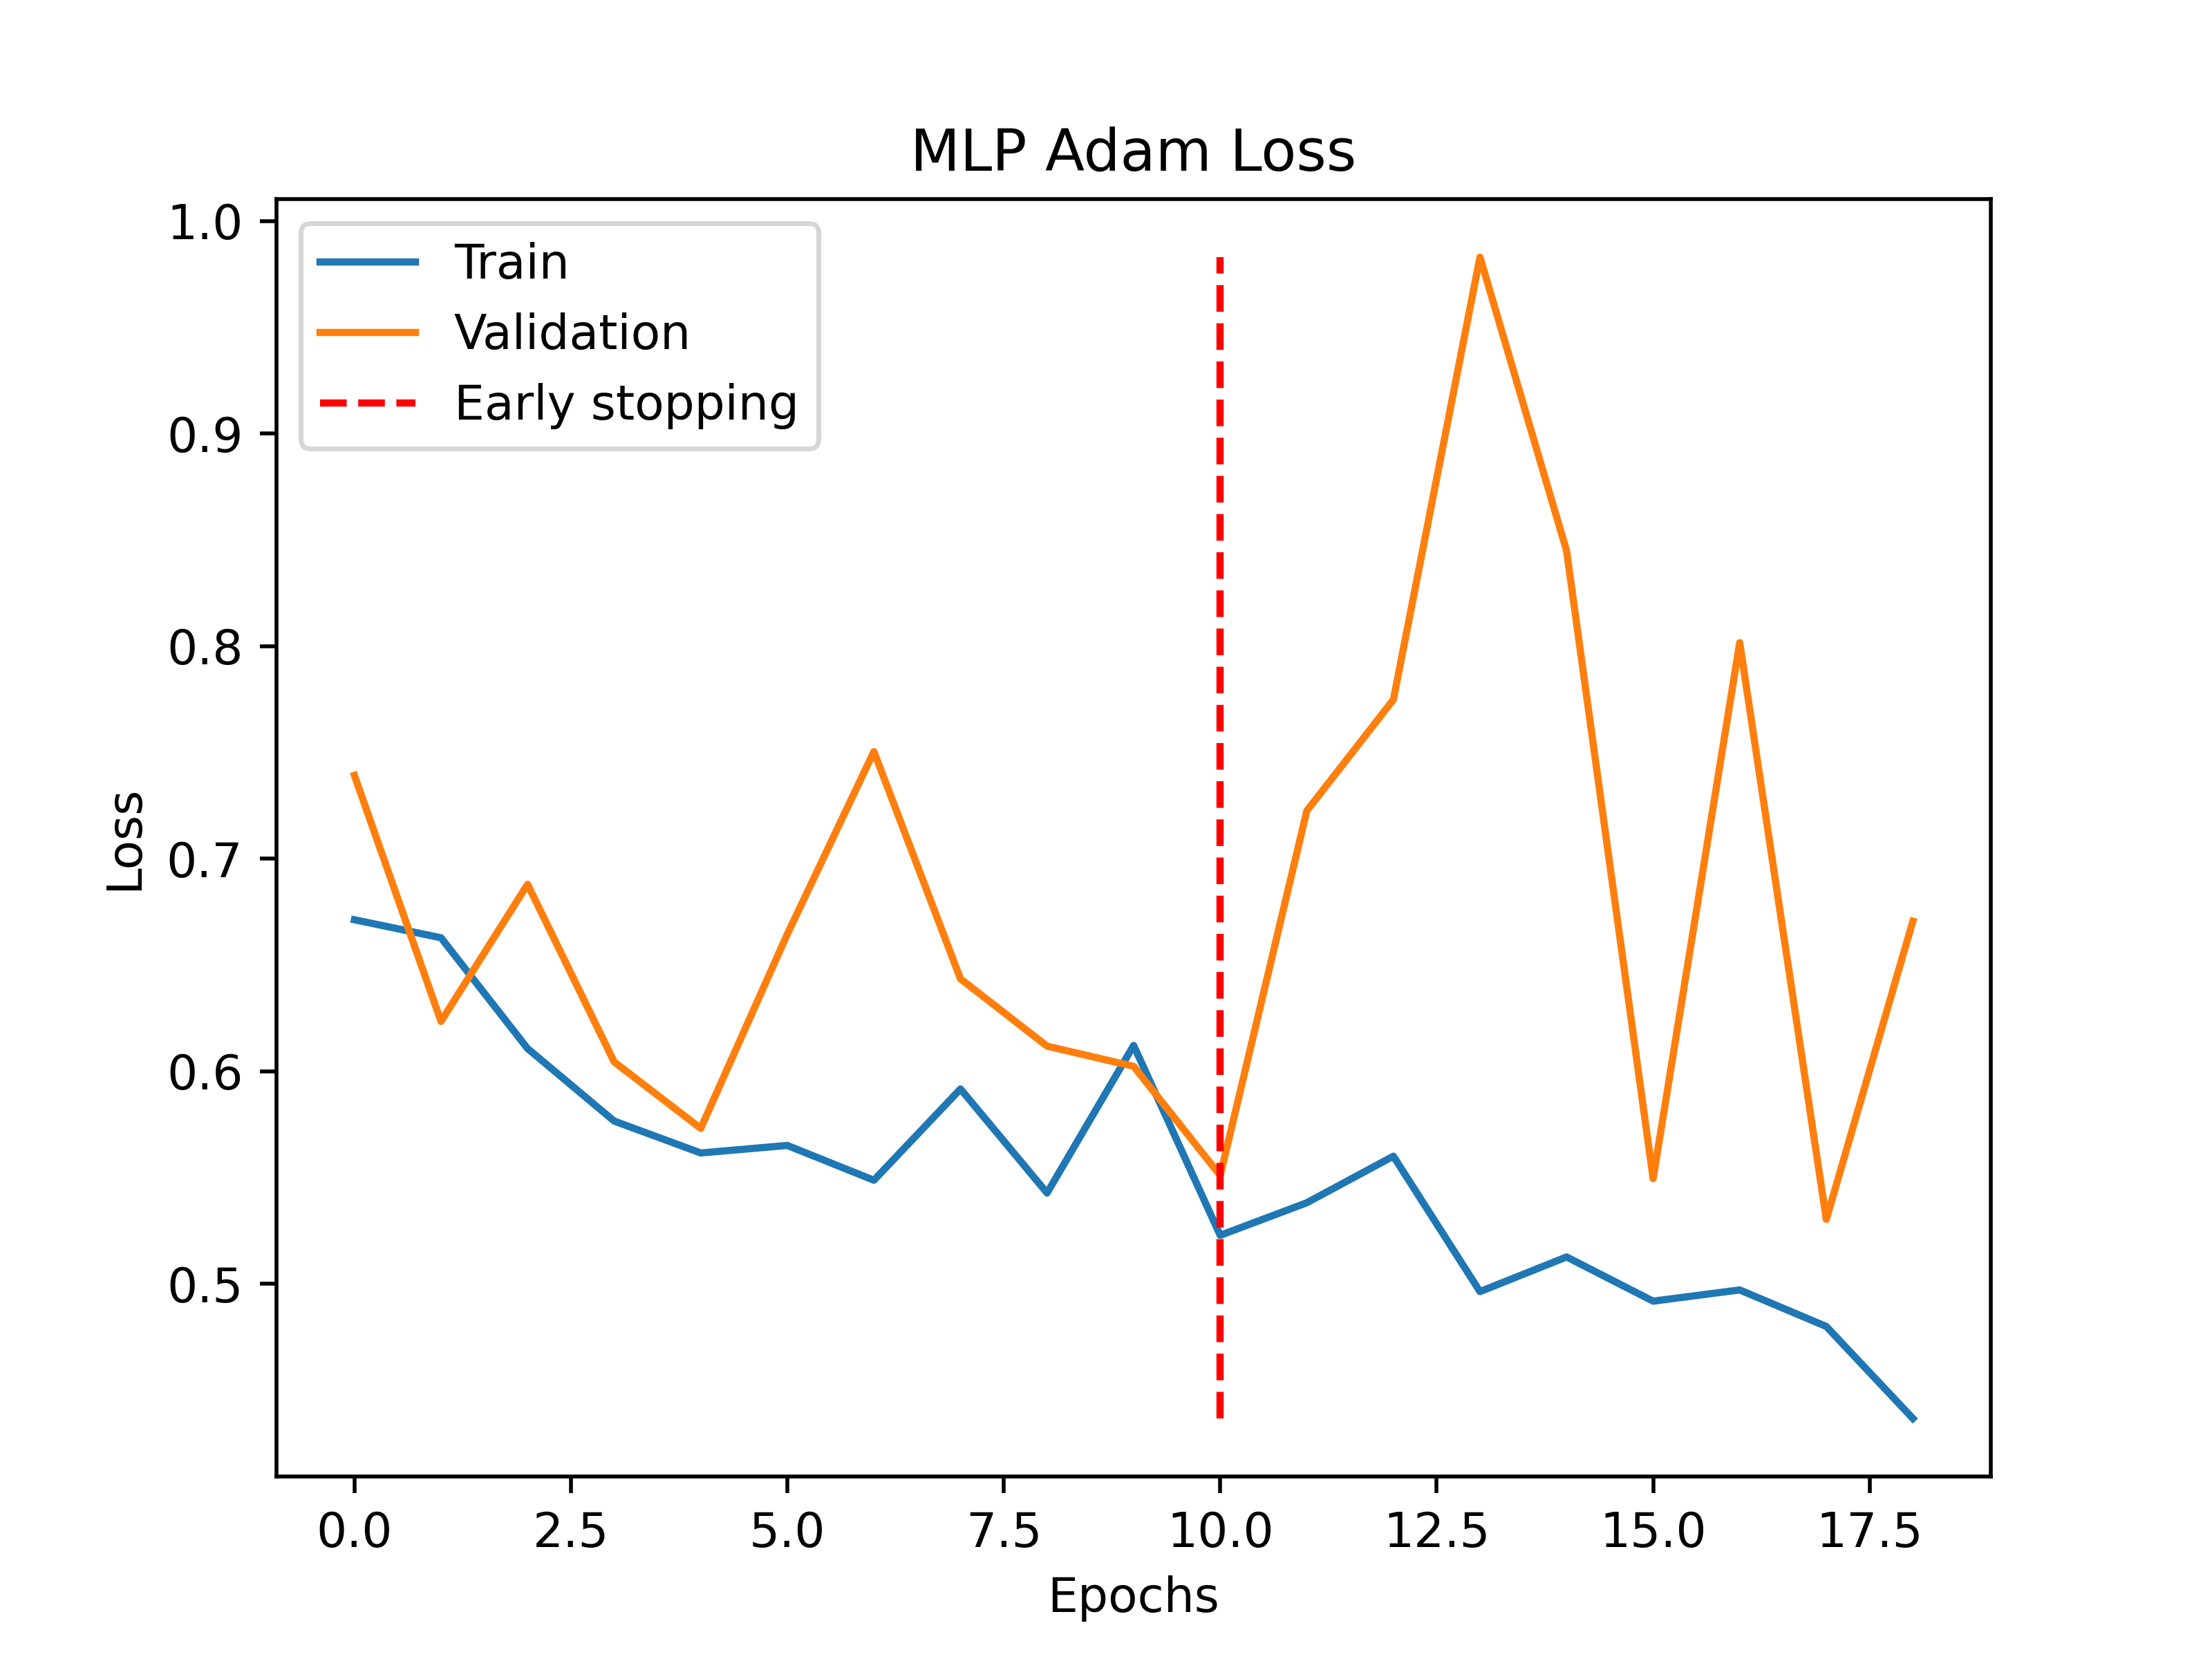 MLP Adam Loss
Train
Validation
Early stopping
1.0
0.9
0.8
0.7
0.6
0.5
Loss
0.0 2.5 5.0 7.5 10.0 12.5 15.0 17.5
Epochs